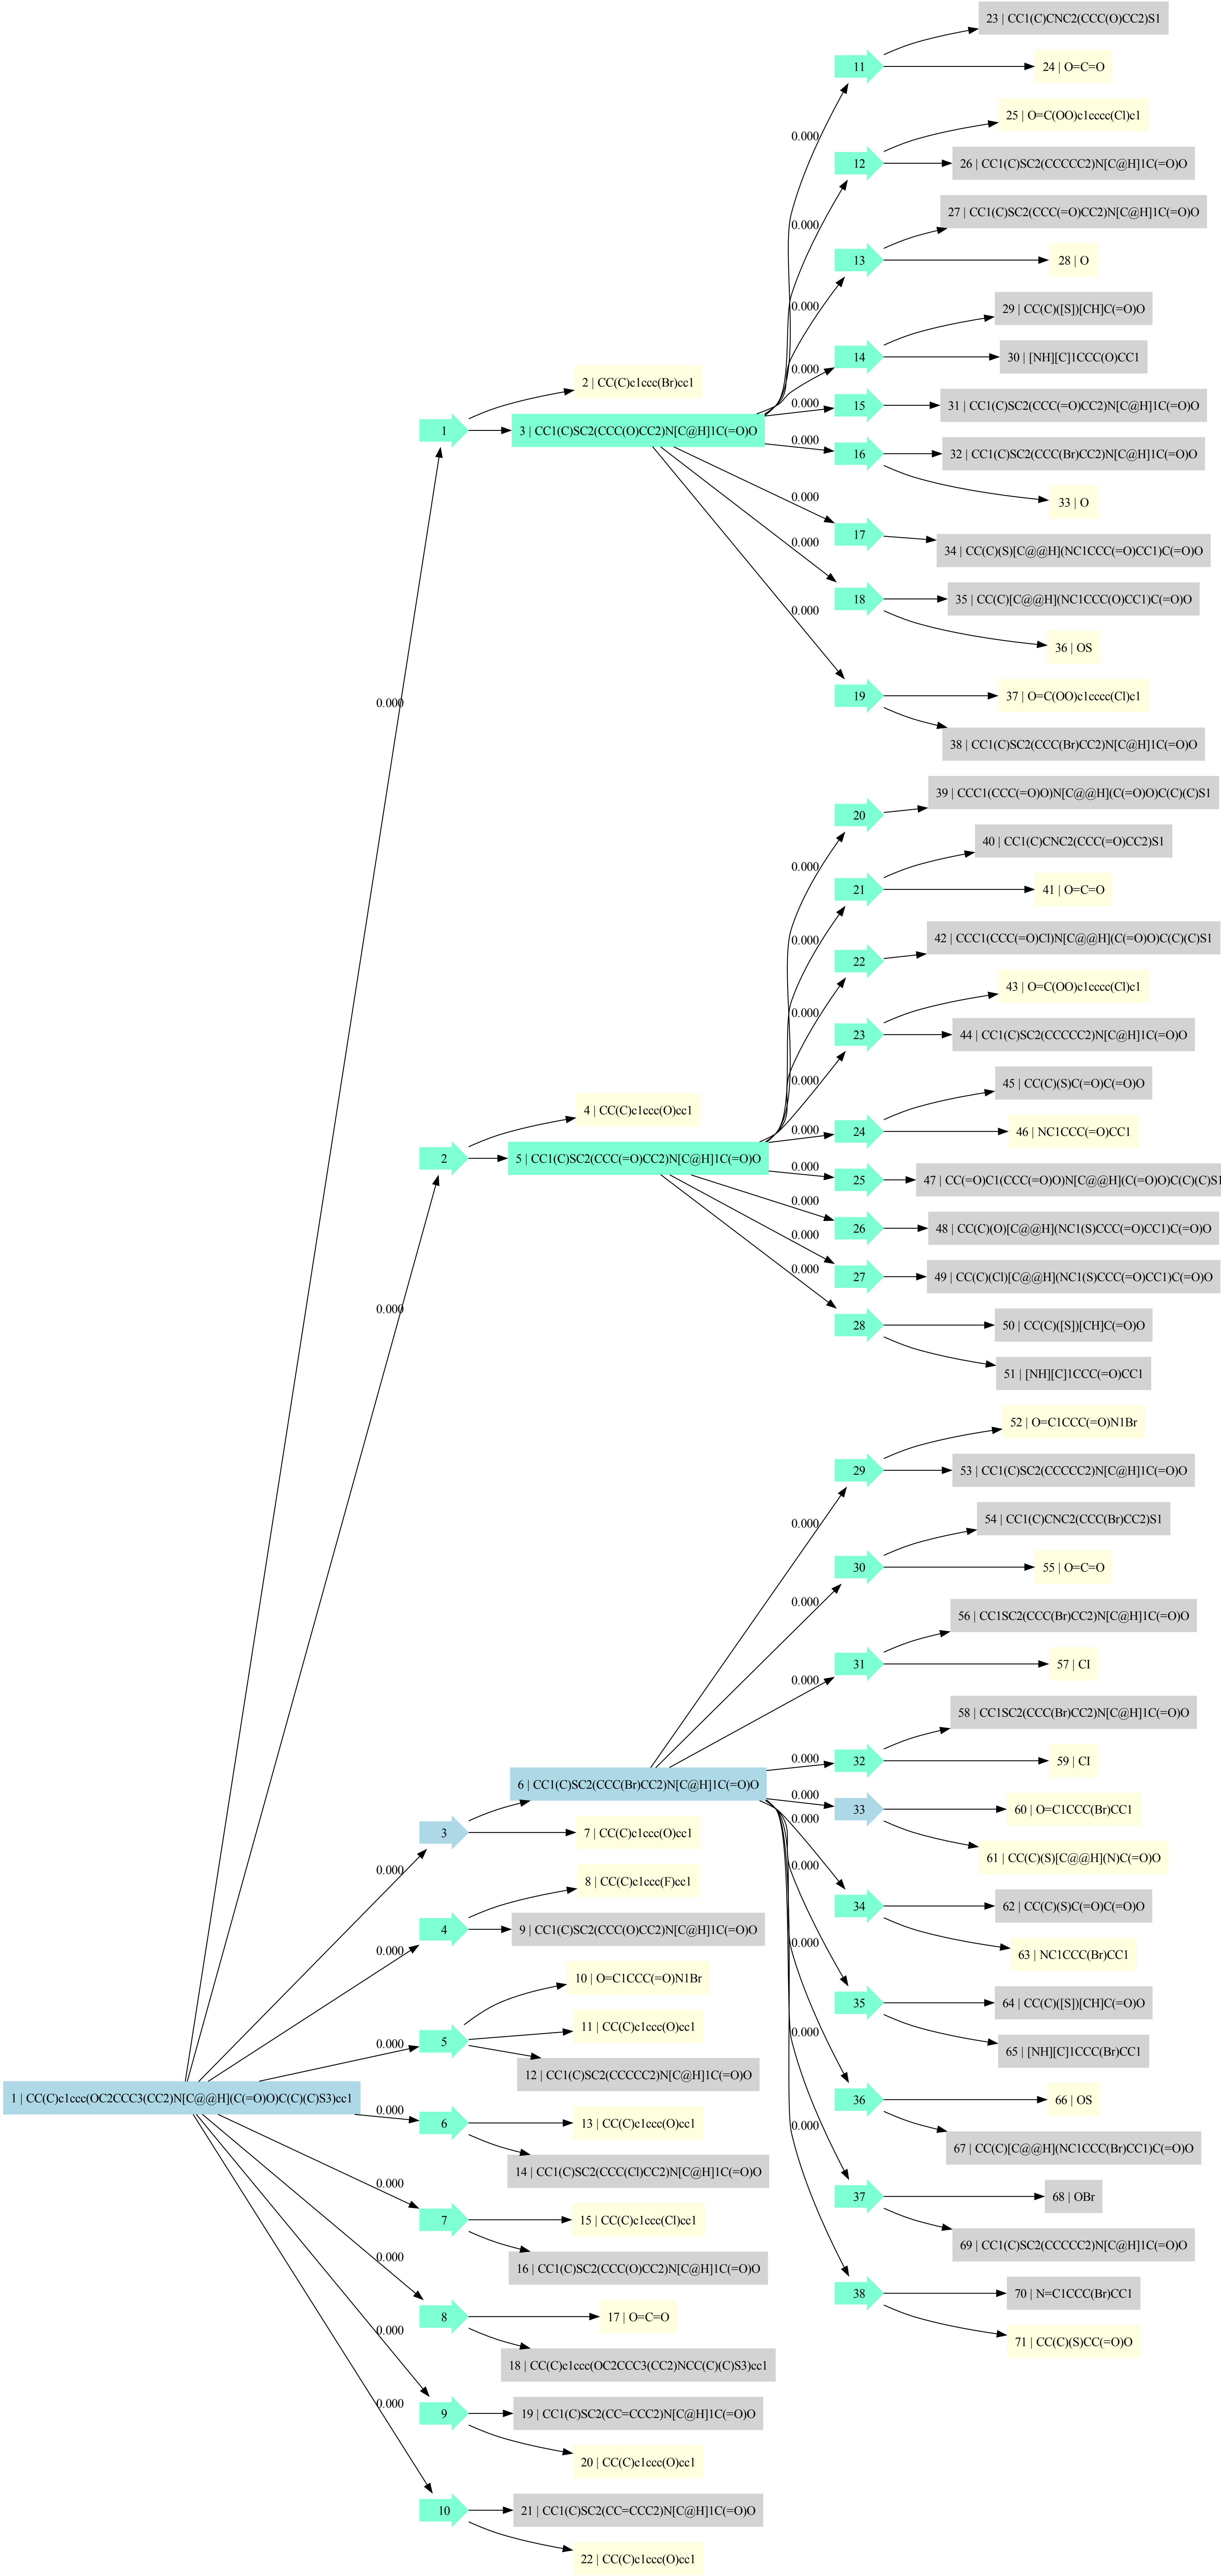 1 | CC(C)c1ccc(OC2CCC3(CC2)N[C@@H](C(=O)O)C(C)(C)S3)cc1
0.000
0.000
0.000
0.000
0.000
0.000
0.000
0.000
0.000
0.000
1
2 | CC(C)c1ccc(Br)cc1
3 | CC1(C)SC2(CCC(O)CC2)N[C@H]1C(=O)O
2
4 | CC(C)c1ccc(O)cc1
5 | CC1(C)SC2(CCC(=O)CC2)N[C@H]1C(=O)O
3
6 | CC1(C)SC2(CCC(Br)CC2)N[C@H]1C(=O)O
7 | CC(C)c1ccc(O)cc1
4
8 | CC(C)c1ccc(F)cc1
9 | CC1(C)SC2(CCC(O)CC2)N[C@H]1C(=O)O
5
10 | O=C1CCC(=O)N1Br
11 | CC(C)c1ccc(O)cc1
12 | CC1(C)SC2(CCCCC2)N[C@H]1C(=O)O
6
13 | CC(C)c1ccc(O)cc1
14 | CC1(C)SC2(CCC(Cl)CC2)N[C@H]1C(=O)O
7
15 | CC(C)c1ccc(Cl)cc1
16 | CC1(C)SC2(CCC(O)CC2)N[C@H]1C(=O)O
8
17 | O=C=O
18 | CC(C)c1ccc(OC2CCC3(CC2)NCC(C)(C)S3)cc1
9
19 | CC1(C)SC2(CC=CCC2)N[C@H]1C(=O)O
20 | CC(C)c1ccc(O)cc1
10
21 | CC1(C)SC2(CC=CCC2)N[C@H]1C(=O)O
22 | CC(C)c1ccc(O)cc1
0.000
0.000
0.000
0.000
0.000
0.000
0.000
0.000
0.000
11
23 | CC1(C)CNC2(CCC(O)CC2)S1
24 | O=C=O
12
25 | O=C(OO)c1cccc(Cl)c1
26 | CC1(C)SC2(CCCCC2)N[C@H]1C(=O)O
13
27 | CC1(C)SC2(CCC(=O)CC2)N[C@H]1C(=O)O
28 | O
14
29 | CC(C)([S])[CH]C(=O)O
30 | [NH][C]1CCC(O)CC1
15
31 | CC1(C)SC2(CCC(=O)CC2)N[C@H]1C(=O)O
16
32 | CC1(C)SC2(CCC(Br)CC2)N[C@H]1C(=O)O
33 | O
17
34 | CC(C)(S)[C@@H](NC1CCC(=O)CC1)C(=O)O
18
35 | CC(C)[C@@H](NC1CCC(O)CC1)C(=O)O
36 | OS
19
37 | O=C(OO)c1cccc(Cl)c1
38 | CC1(C)SC2(CCC(Br)CC2)N[C@H]1C(=O)O
0.000
0.000
0.000
0.000
0.000
0.000
0.000
0.000
0.000
20
39 | CCC1(CCC(=O)O)N[C@@H](C(=O)O)C(C)(C)S1
21
40 | CC1(C)CNC2(CCC(=O)CC2)S1
41 | O=C=O
22
42 | CCC1(CCC(=O)Cl)N[C@@H](C(=O)O)C(C)(C)S1
23
43 | O=C(OO)c1cccc(Cl)c1
44 | CC1(C)SC2(CCCCC2)N[C@H]1C(=O)O
24
45 | CC(C)(S)C(=O)C(=O)O
46 | NC1CCC(=O)CC1
25
47 | CC(=O)C1(CCC(=O)O)N[C@@H](C(=O)O)C(C)(C)S1
26
48 | CC(C)(O)[C@@H](NC1(S)CCC(=O)CC1)C(=O)O
27
49 | CC(C)(Cl)[C@@H](NC1(S)CCC(=O)CC1)C(=O)O
28
50 | CC(C)([S])[CH]C(=O)O
51 | [NH][C]1CCC(=O)CC1
0.000
0.000
0.000
0.000
0.000
0.000
0.000
0.000
0.000
0.000
29
52 | O=C1CCC(=O)N1Br
53 | CC1(C)SC2(CCCCC2)N[C@H]1C(=O)O
30
54 | CC1(C)CNC2(CCC(Br)CC2)S1
55 | O=C=O
31
56 | CC1SC2(CCC(Br)CC2)N[C@H]1C(=O)O
57 | CI
32
58 | CC1SC2(CCC(Br)CC2)N[C@H]1C(=O)O
59 | CI
33
60 | O=C1CCC(Br)CC1
61 | CC(C)(S)[C@@H](N)C(=O)O
34
62 | CC(C)(S)C(=O)C(=O)O
63 | NC1CCC(Br)CC1
35
64 | CC(C)([S])[CH]C(=O)O
65 | [NH][C]1CCC(Br)CC1
36
66 | OS
67 | CC(C)[C@@H](NC1CCC(Br)CC1)C(=O)O
37
68 | OBr
69 | CC1(C)SC2(CCCCC2)N[C@H]1C(=O)O
38
70 | N=C1CCC(Br)CC1
71 | CC(C)(S)CC(=O)O